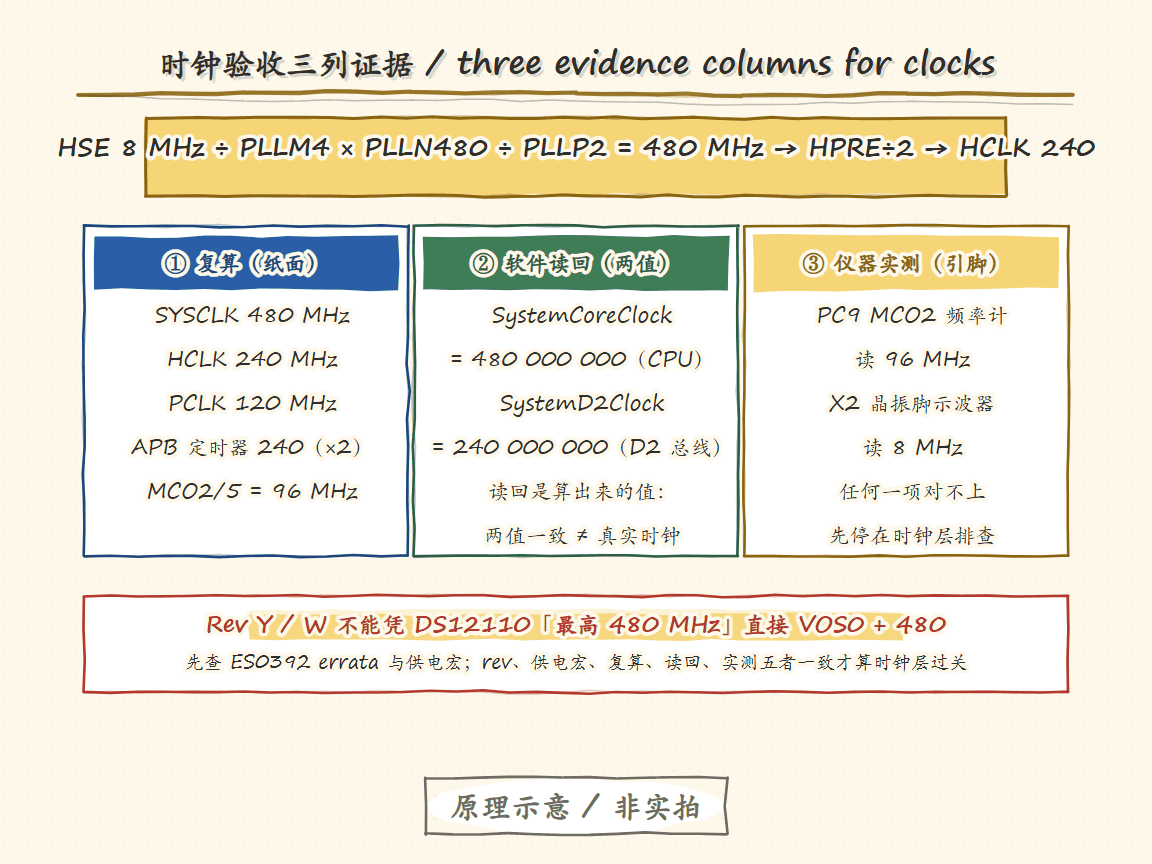 时钟验收三列证据 / three evidence columns for clocks
HSE 8 MHz ÷ PLLM4 × PLLN480 ÷ PLLP2 = 480 MHz → HPRE÷2 → HCLK 240
① 复算（纸面）
SYSCLK 480 MHz
HCLK 240 MHz
PCLK 120 MHz
APB 定时器 240（×2）
MCO2/5 = 96 MHz
② 软件读回（两值）
SystemCoreClock
= 480 000 000（CPU）
SystemD2Clock
= 240 000 000（D2 总线）
读回是算出来的值：
两值一致 ≠ 真实时钟
③ 仪器实测（引脚）
PC9 MCO2 频率计
读 96 MHz
X2 晶振脚示波器
读 8 MHz
任何一项对不上
先停在时钟层排查
Rev Y / W 不能凭 DS12110「最高 480 MHz」直接 VOS0 + 480
先查 ES0392 errata 与供电宏；rev、供电宏、复算、读回、实测五者一致才算时钟层过关
原理示意 / 非实拍